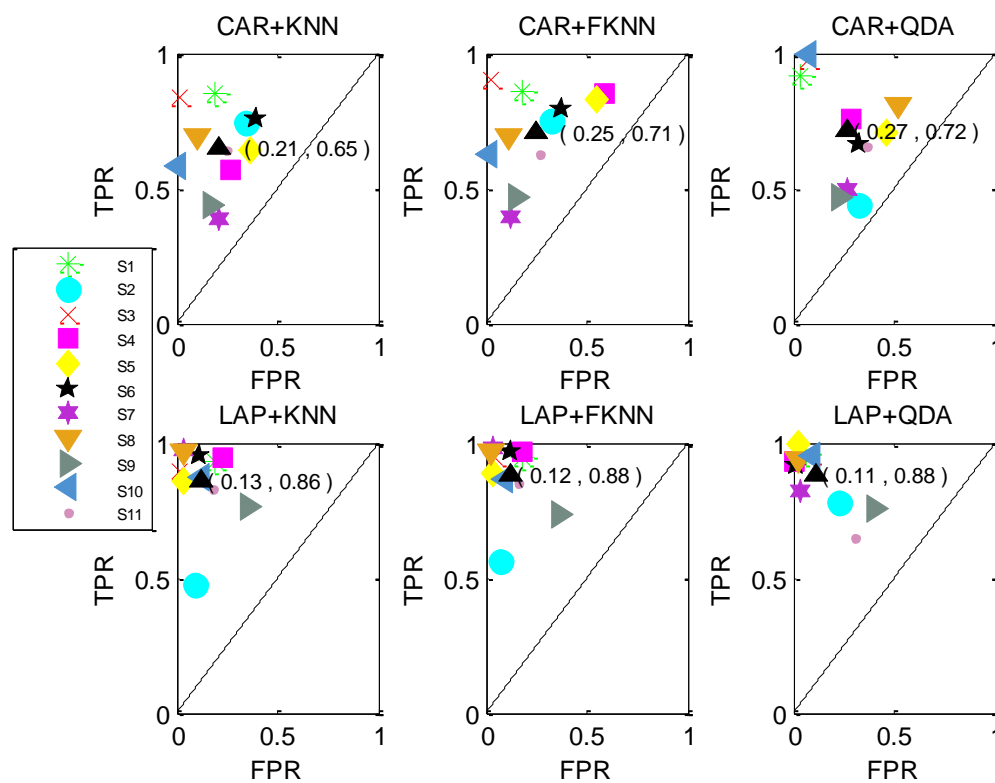 CAR+KNN
CAR+FKNN
CAR+QDA
1
0.5
0
TPR
( 0.21 , 0.65 )
0
0.5
1
FPR
1
0.5
0
TPR
( 0.25 , 0.71 )
0
0.5
1
FPR
1
0.5
0
TPR
( 0.27 , 0.72 )
0
0.5
1
FPR
S1
S2
S3
S4
S5
S6
S7
S8
S9
S10
S11
LAP+KNN
LAP+FKNN
LAP+QDA
1
0.5
0
TPR
( 0.13 , 0.86 )
0
0.5
1
FPR
1
0.5
0
TPR
( 0.12 , 0.88 )
0
0.5
1
FPR
1
0.5
0
TPR
( 0.11 , 0.88 )
0
0.5
1
FPR